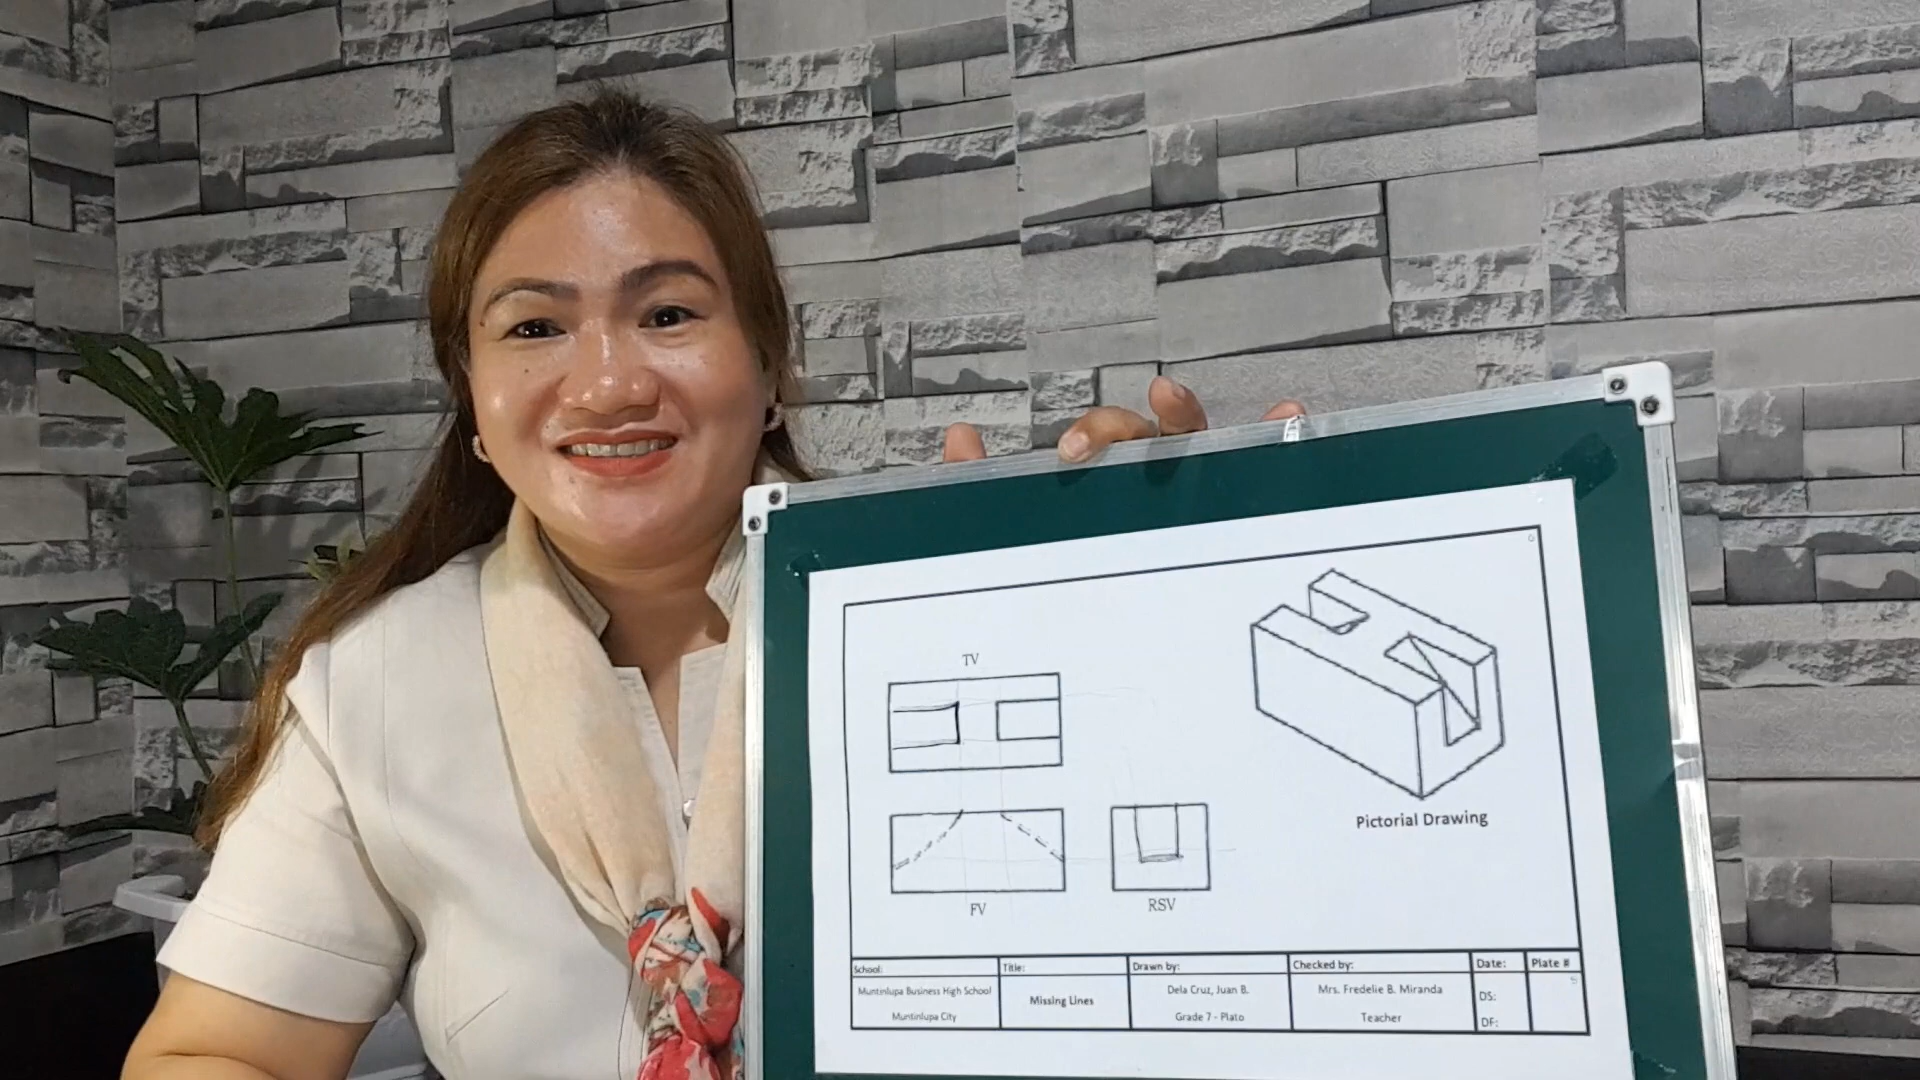 TV
Pictorial Drawing
FV
RSV
School:
Title:
Drawn by:
Checked by:
Date:
Plate #
Muntinlupa Business High School
Muntinlupa City
Missing Lines
Dela Cruz, Juan B.
Grade 7 - Plato
Mrs. Fredelie B. Miranda
Teacher
DS:
DF: